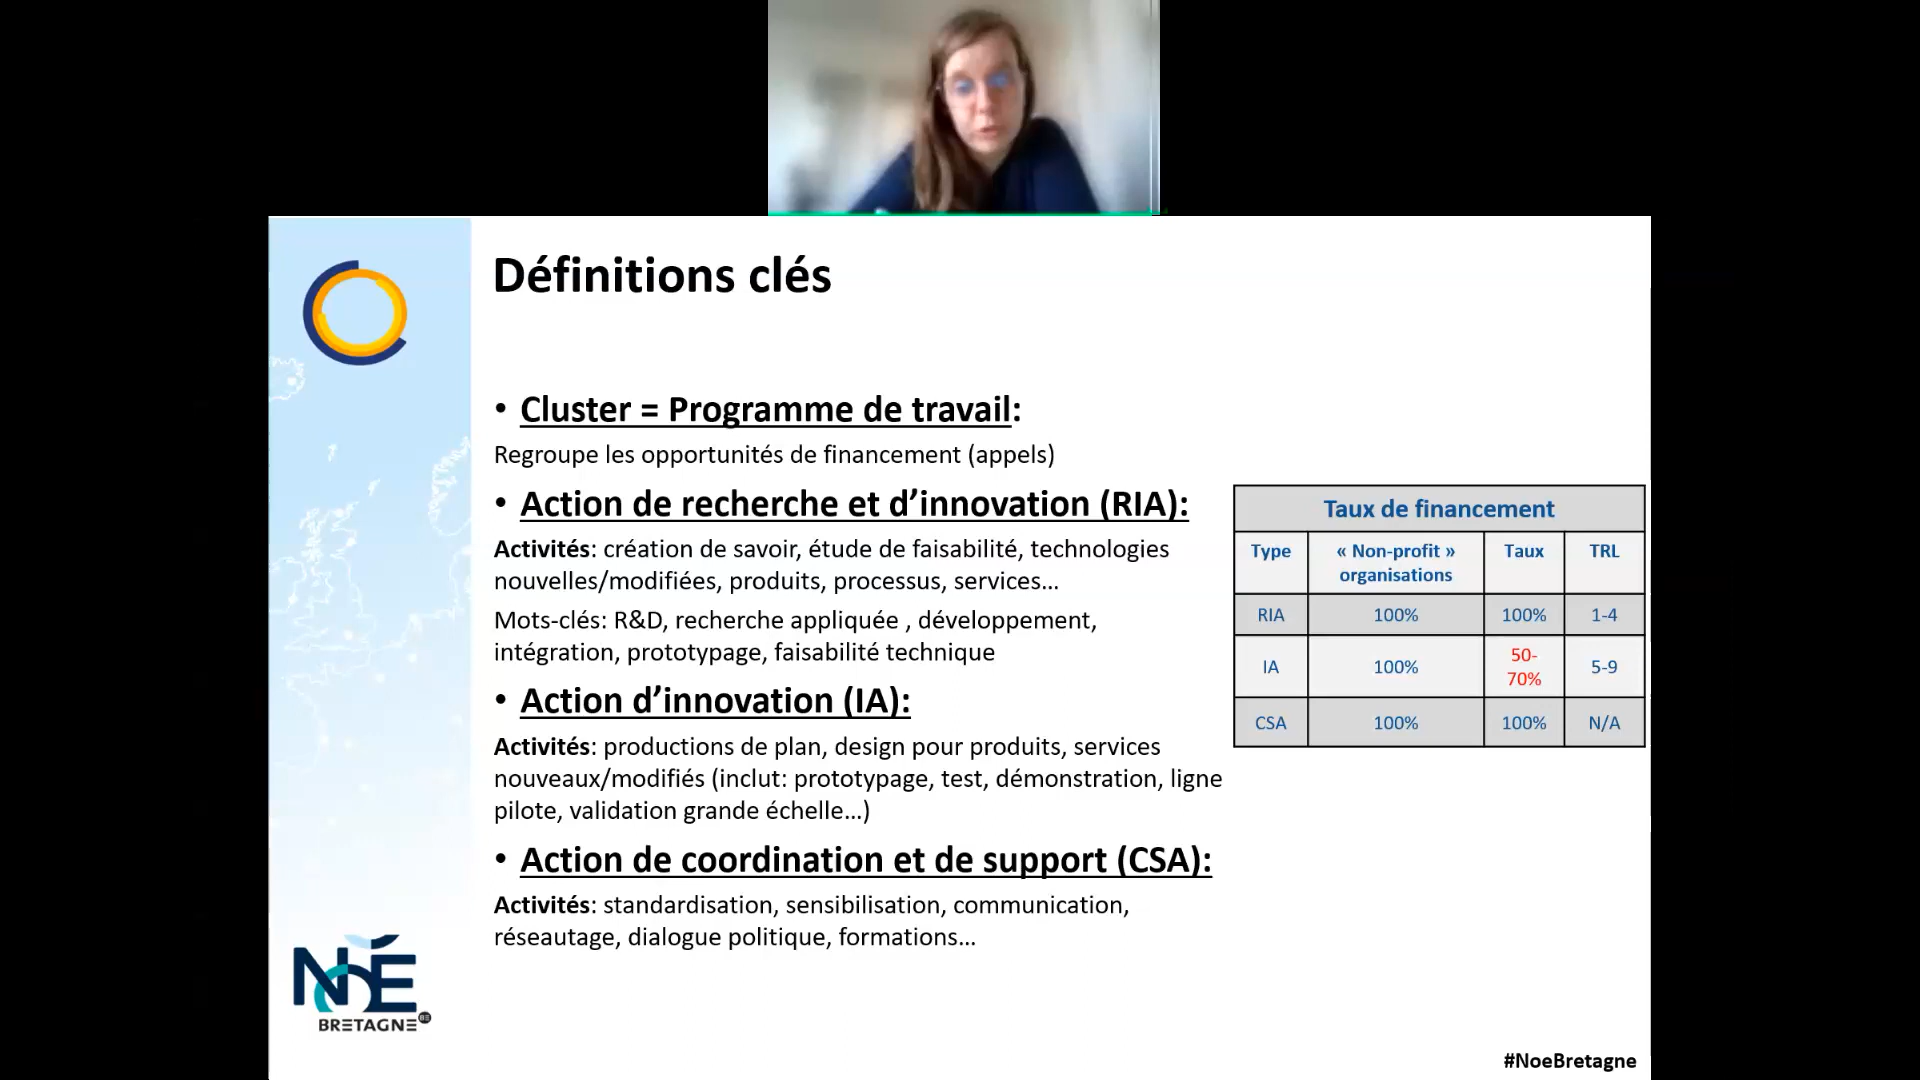 Définitions clés
• Cluster = Programme de travail:
Regroupe les opportunités de financement (appels)
• Action de recherche et d’innovation (RIA):
Activités: création de savoir, étude de faisabilité, technologies
nouvelles/modifiées, produits, processus, services…
Mots-clés: R&D, recherche appliquée , développement,
intégration, prototypage, faisabilité technique
• Action d’innovation (IA):
Activités: productions de plan, design pour produits, services
nouveaux/modifiés (inclut: prototypage, test, démonstration, ligne
pilote, validation grande échelle…)
• Action de coordination et de support (CSA):
Activités: standardisation, sensibilisation, communication,
réseautage, dialogue politique, formations…
Taux de financement
Type « Non-profit » organisations Taux TRL
RIA 100% 100% 1-4
IA 100% 50-70% 5-9
CSA 100% 100% N/A
NOÉ
BRETAGNE BE
#NoeBretagne